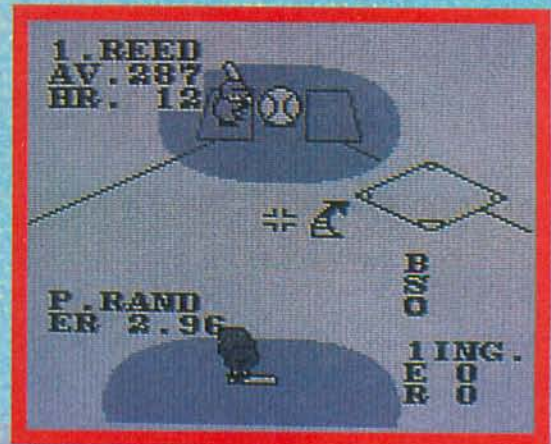 1.REED
AV.287
HR. 12
P.RAND
ER 2.96
B
S
O
1ING.
E 0
R 0